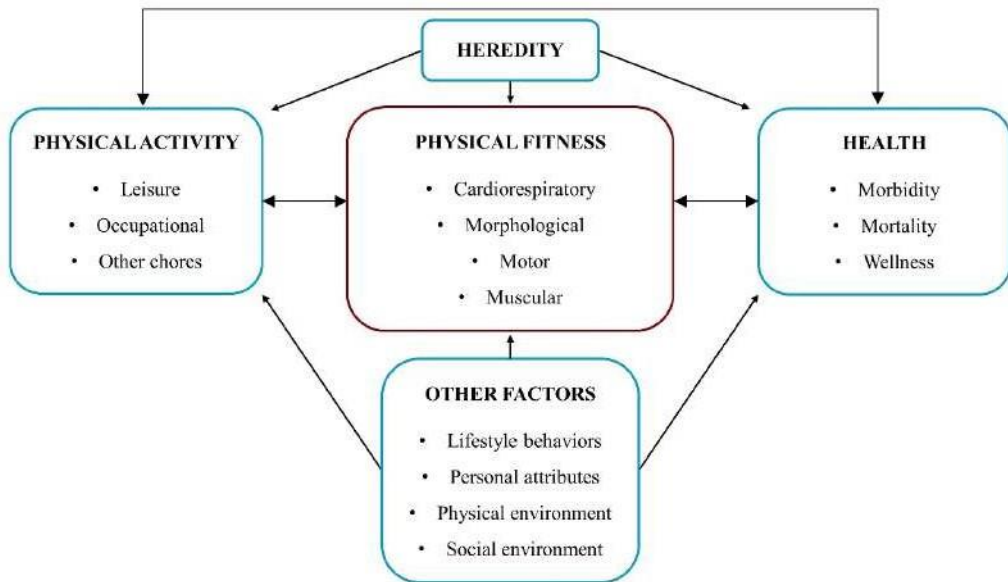 HEREDITY
PHYSICAL ACTIVITY
• Leisure
• Occupational
• Other chores
PHYSICAL FITNESS
• Cardiorespiratory
• Morphological
• Motor
• Muscular
HEALTH
• Morbidity
• Mortality
• Wellness
OTHER FACTORS
• Lifestyle behaviors
• Personal attributes
• Physical environment
• Social environment